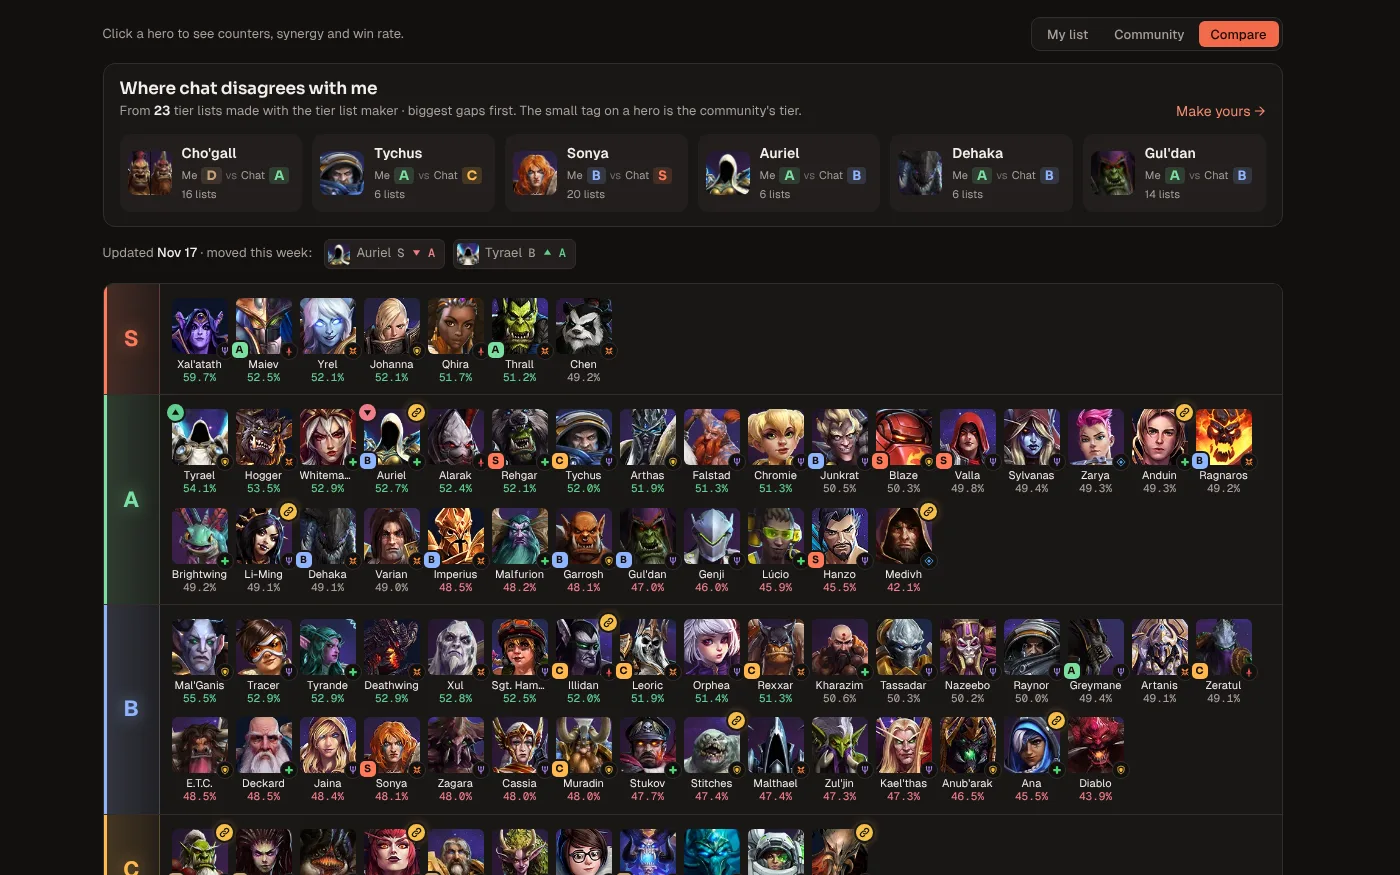 Click a hero to see counters, synergy and win rate.
My list Community Compare
Where chat disagrees with me
From 23 tier lists made with the tier list maker · biggest gaps first. The small tag on a hero is the community's tier.
Make yours →
Cho'gall
Me D vs Chat A
16 lists
Tychus
Me A vs Chat C
6 lists
Sonya
Me B vs Chat S
20 lists
Auriel
Me A vs Chat B
6 lists
Dehaka
Me A vs Chat B
6 lists
Gul'dan
Me A vs Chat B
14 lists
Updated Nov 17 · moved this week: Auriel S ▼ A Tyrael B ▲ A
S
A A
Xal'atath Maiev Yrel Johanna Qhira Thrall Chen
59.7% 52.5% 52.1% 52.1% 51.7% 51.2% 49.2%
A
B S C B S S B
Tyrael Hogger Whitema... Auriel Alarak Rehgar Tychus Arthas Falstad Chromie Junkrat Blaze Valla Sylvanas Zarya Anduin Ragnaros
54.1% 53.5% 52.9% 52.7% 52.4% 52.1% 52.0% 51.9% 51.3% 51.3% 50.5% 50.3% 49.8% 49.4% 49.3% 49.3% 49.2%
B B B B S
Brightwing Li-Ming Dehaka Varian Imperius Malfurion Garrosh Gul'dan Genji Lúcio Hanzo Medivh
49.2% 49.1% 49.1% 49.0% 48.5% 48.2% 48.1% 47.0% 46.0% 45.9% 45.5% 42.1%
B
C C C A C
Mal'Ganis Tracer Tyrande Deathwing Xul Sgt. Ham... Illidan Leoric Orphea Rexxar Kharazim Tassadar Nazeebo Raynor Greymane Artanis Zeratul
55.5% 52.9% 52.9% 52.9% 52.8% 52.5% 52.0% 51.9% 51.4% 51.3% 50.6% 50.3% 50.2% 50.0% 49.4% 49.1% 49.1%
S C
E.T.C. Deckard Jaina Sonya Zagara Cassia Muradin Stukov Stitches Malthael Zul'jin Kael'thas Anub'arak Ana Diablo
48.5% 48.5% 48.4% 48.1% 48.0% 48.0% 48.0% 47.7% 47.4% 47.4% 47.3% 47.3% 46.5% 45.5% 43.9%
C